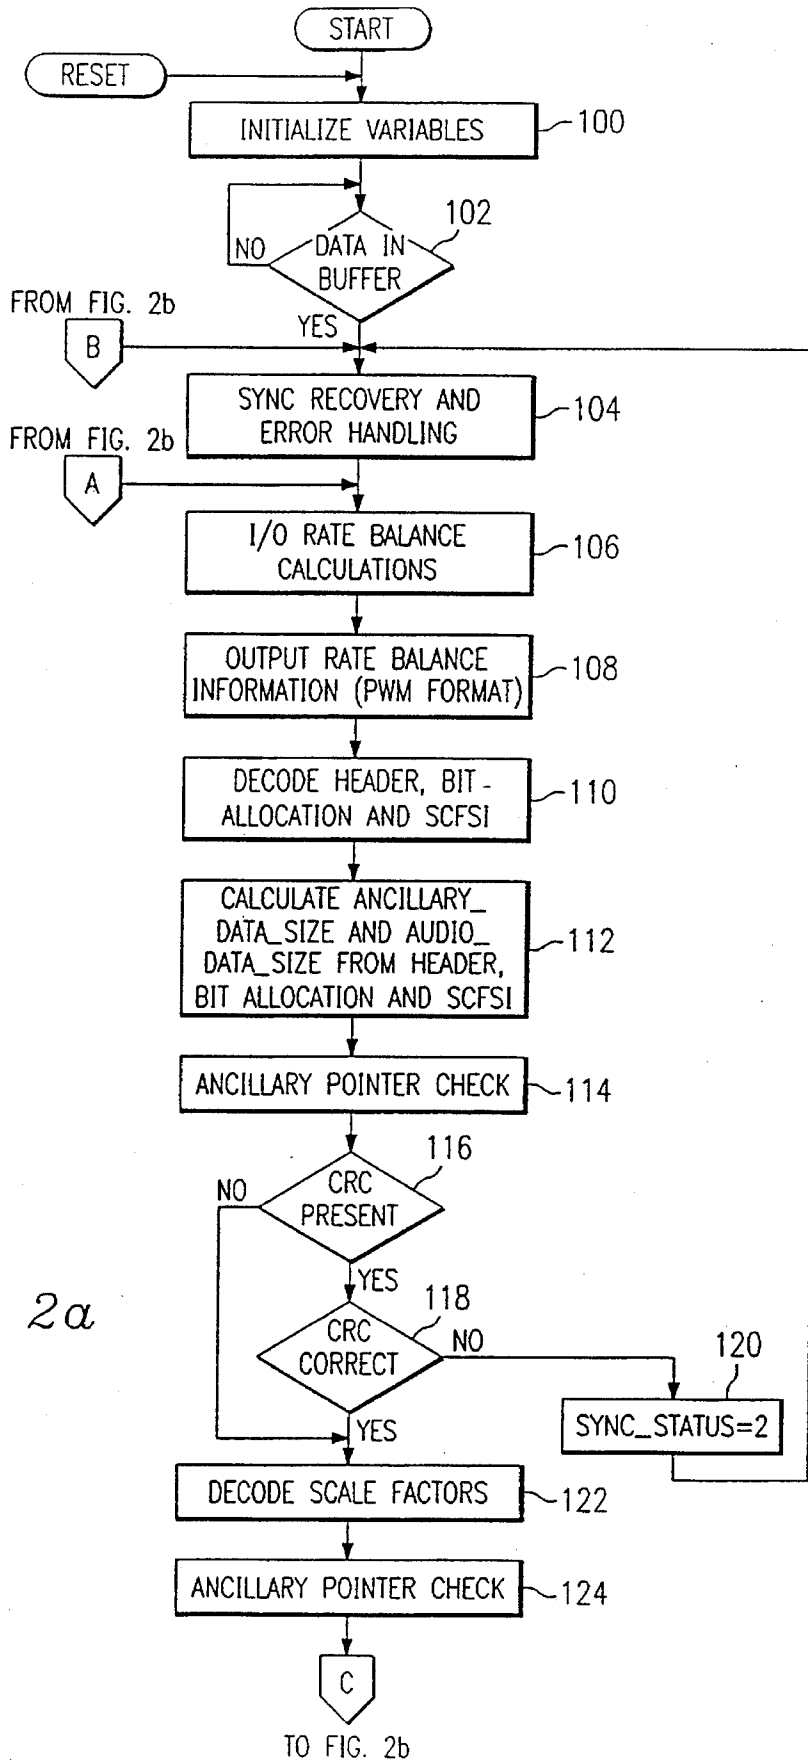 START
RESET
INITIALIZE VARIABLES
100
102
NO
DATA IN
BUFFER
FROM FIG. 2b
YES
B
SYNC RECOVERY AND
ERROR HANDLING
104
FROM FIG. 2b
A
I/O RATE BALANCE
CALCULATIONS
106
OUTPUT RATE BALANCE
INFORMATION (PWM FORMAT)
108
DECODE HEADER, BIT-
ALLOCATION AND SCFSI
110
CALCULATE ANCILLARY_
DATA_SIZE AND AUDIO_
DATA_SIZE FROM HEADER,
BIT ALLOCATION AND SCFSI
112
ANCILLARY POINTER CHECK
114
116
NO
CRC
PRESENT
YES
2a
118
CRC
CORRECT
NO
120
SYNC_STATUS=2
YES
DECODE SCALE FACTORS
122
ANCILLARY POINTER CHECK
124
C
TO FIG. 2b